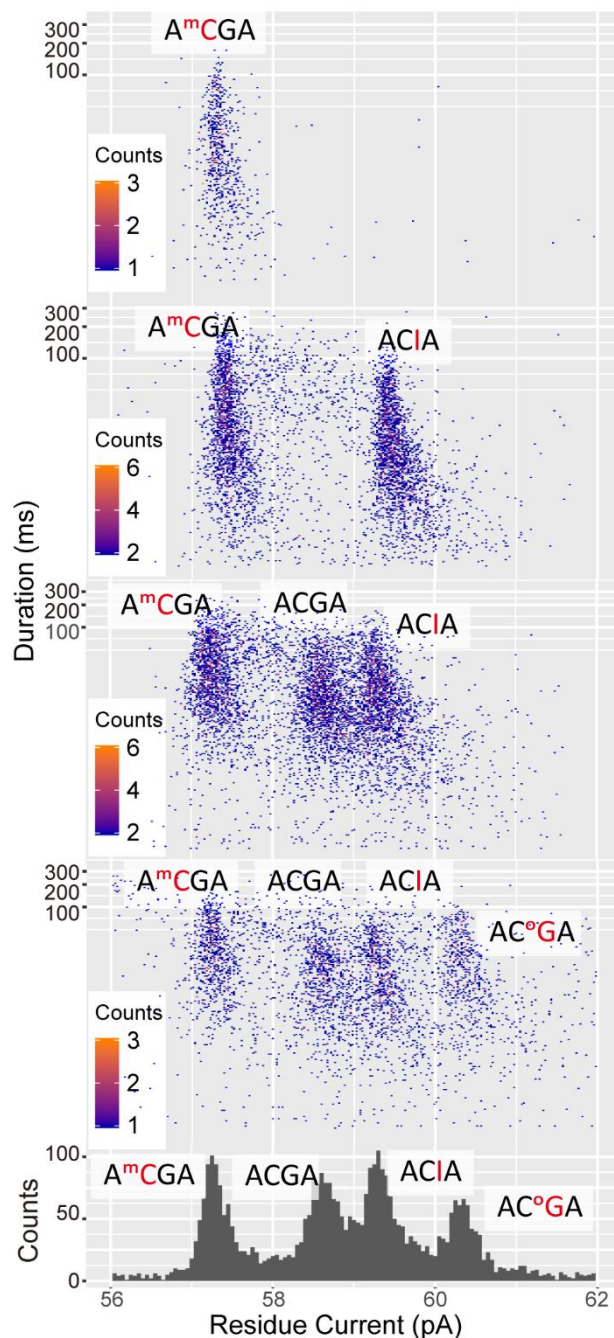 AᵐCGA
300
200
100
Counts
3
2
1
AᵐCGA ACIA
300
200
100
Counts
6
4
2
Duration (ms)
AᵐCGA ACGA ACIA
300
200
100
Counts
6
4
2
AᵐCGA ACGA ACIA
300
200
100
ACᵒGA
Counts
3
2
1
AᵐCGA ACGA ACIA
ACᵒGA
Counts
100
50
0
56 58 60 62
Residue Current (pA)